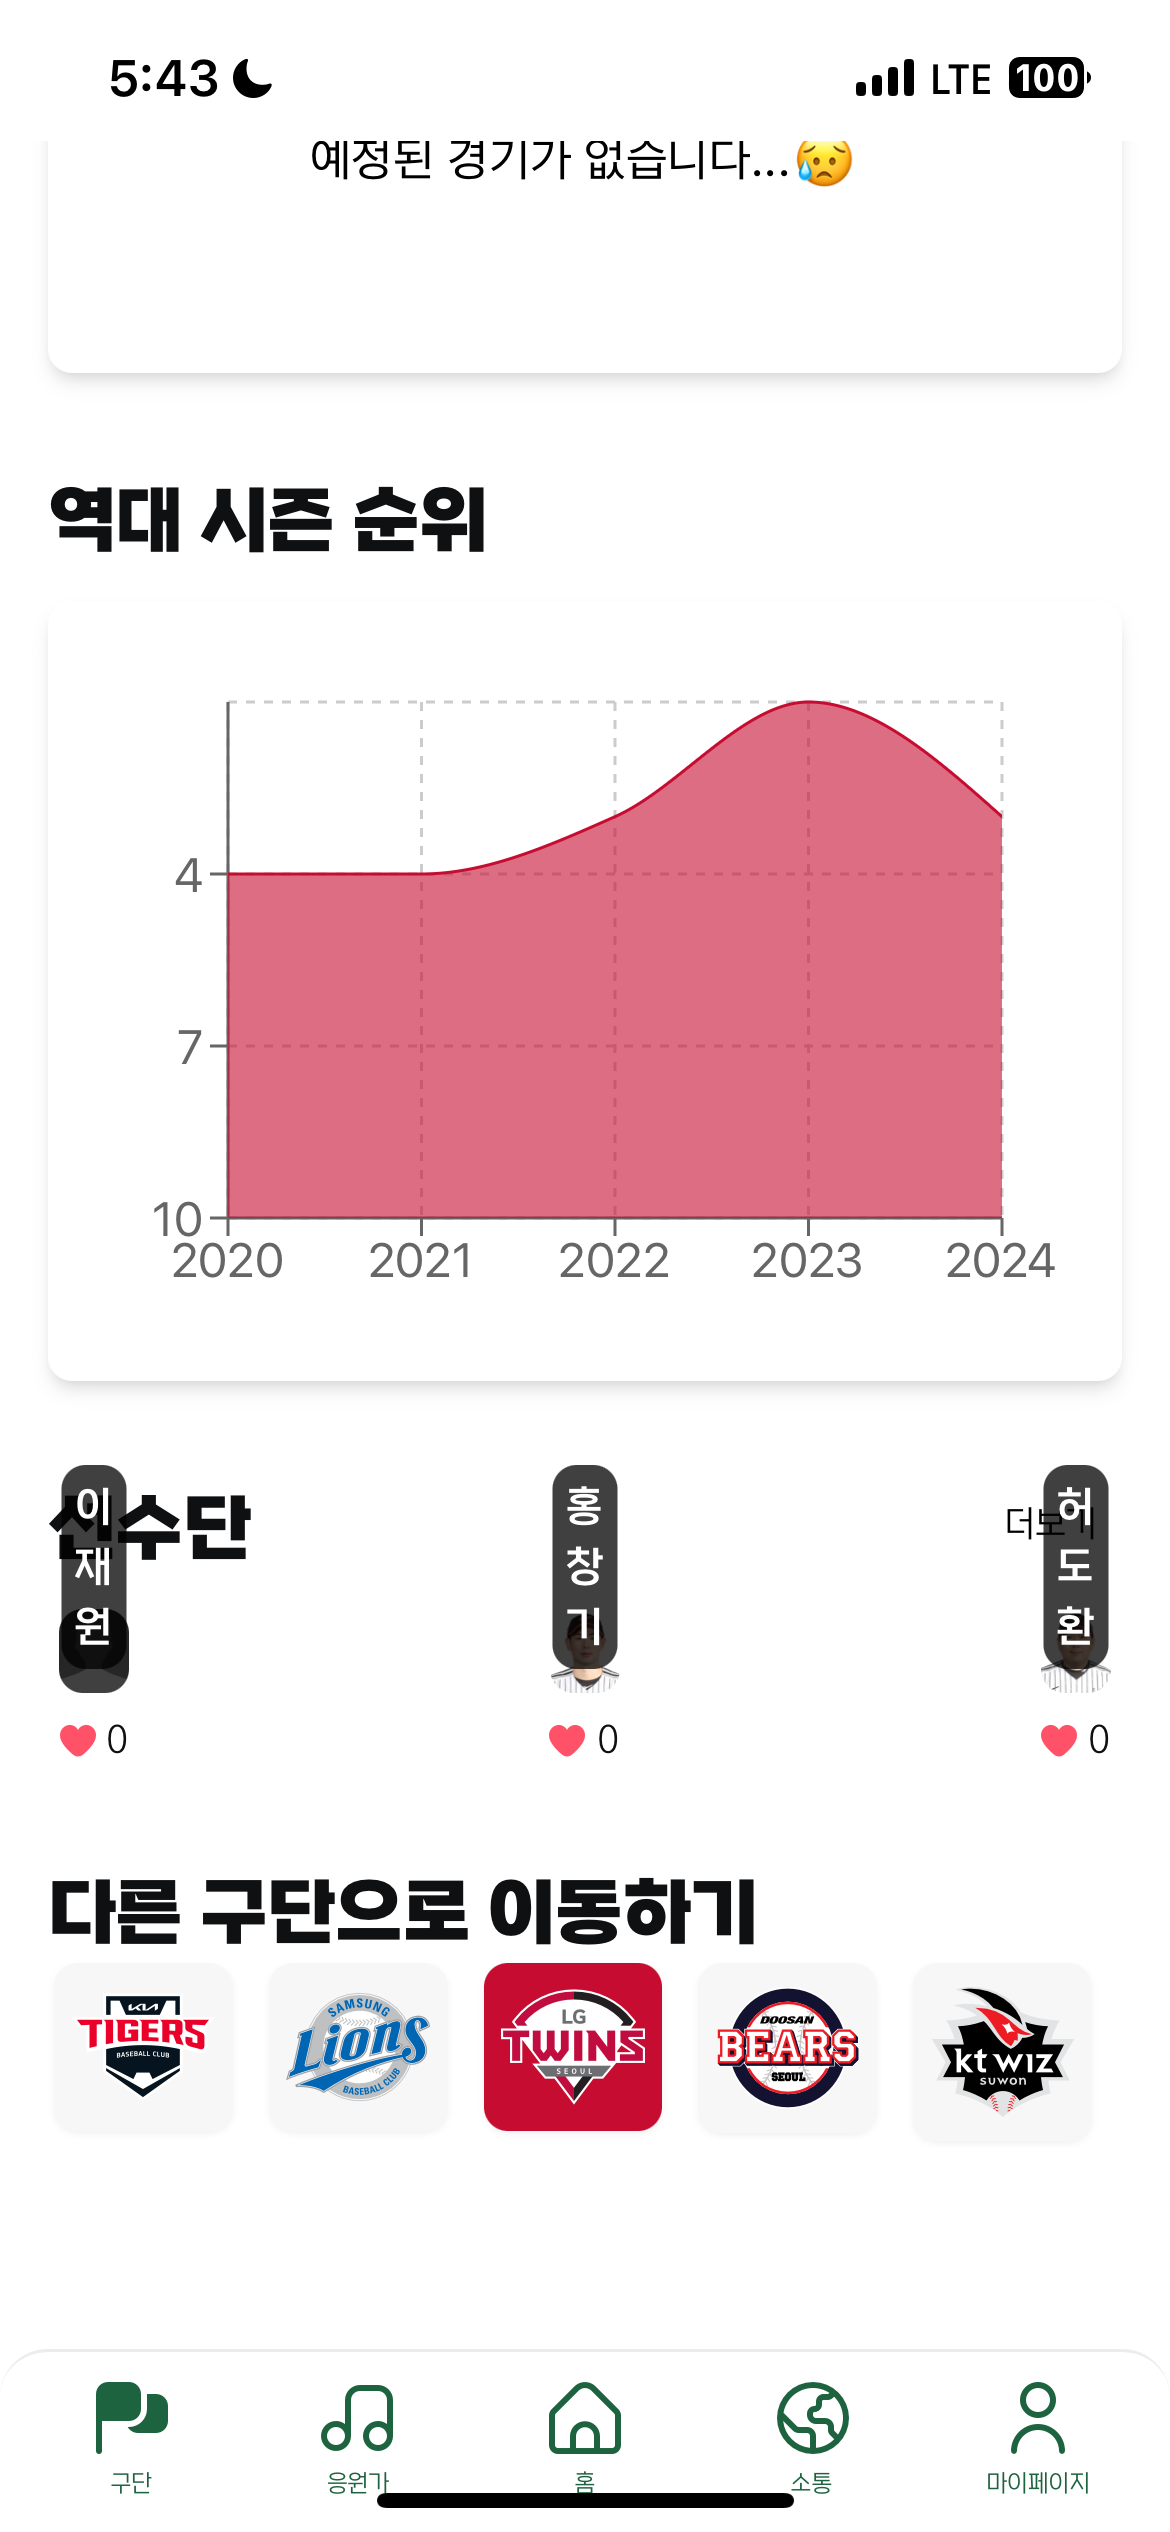 5:43
LTE 100
예정된 경기가 없습니다...😥
역대 시즌 순위
4
7
10
2020 2021 2022 2023 2024
선수단
더보기
이재원
홍창기
허도환
0 0 0
다른 구단으로 이동하기
KIA TIGERS BASEBALL CLUB
SAMSUNG Lions BASEBALL CLUB
LG TWINS SEOUL
DOOSAN BEARS SEOUL
kt wiz suwon
구단 응원가 홈 소통 마이페이지